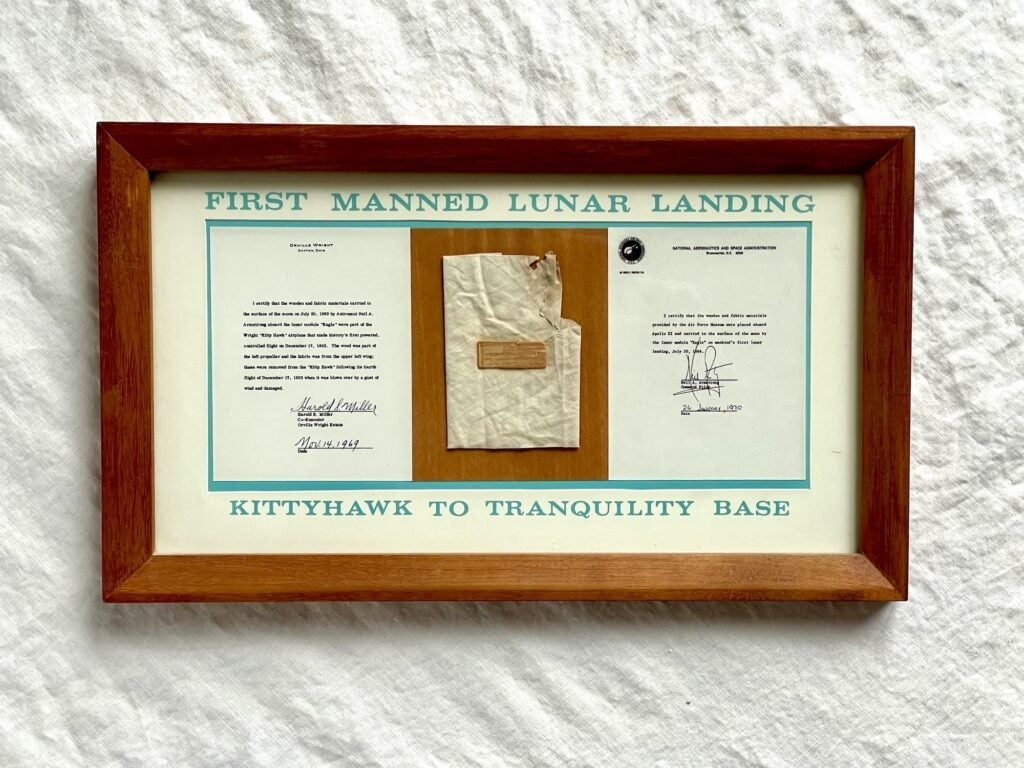 FIRST MANNED LUNAR LANDING
ORVILLE WRIGHT
DAYTON, OHIO
I certify that the wooden and fabric materials carried to
the surface of the moon on July 20, 1969 by Astronaut Neil A.
Armstrong aboard the lunar module "Eagle" were part of the
Wright "Kitty Hawk" airplane that made history's first powered,
controlled flight on December 17, 1903. The wood was part of
the left propeller and the fabric was from the upper left wing;
these were removed from the "Kitty Hawk" following its fourth
flight of December 17, 1903 when it was blown over by a gust of
wind and damaged.
Harold S. Miller
Harold S. Miller
Co-Executor
Orville Wright Estate
Nov. 14, 1969
Date
NATIONAL AERONAUTICS AND SPACE ADMINISTRATION
WASHINGTON, D.C.
I certify that the wooden and fabric materials
provided by the Air Force Museum were placed aboard
Apollo XI and carried to the surface of the moon by
the lunar module "Eagle" on mankind's first lunar
landing, July 20, 1969.
Neil A. Armstrong
Command Pilot
26 January, 1970
Date
KITTYHAWK TO TRANQUILITY BASE